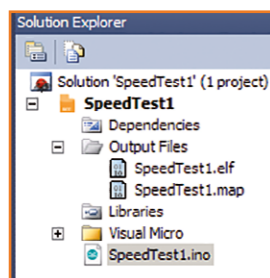 Solution Explorer
Solution 'SpeedTest1' (1 project)
SpeedTest1
Dependencies
Output Files
SpeedTest1.elf
SpeedTest1.map
Libraries
Visual Micro
SpeedTest1.ino